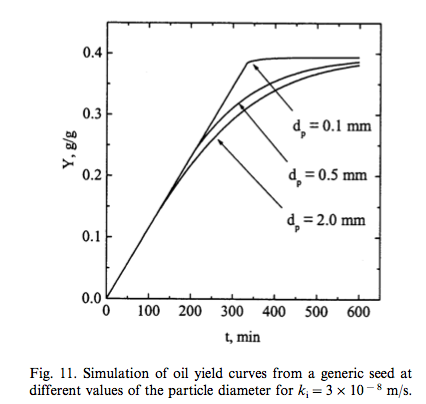 0.4
0.3
0.2
0.1
0.0
Y, g/g
d_p = 0.1 mm
d_p = 0.5 mm
d_p = 2.0 mm
0 100 200 300 400 500 600
t, min
Fig. 11. Simulation of oil yield curves from a generic seed at
different values of the particle diameter for k_i = 3 × 10⁻⁸ m/s.